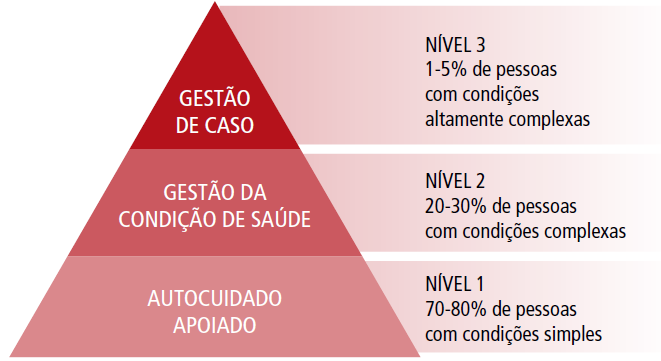 GESTÃO
DE CASO
NÍVEL 3
1-5% de pessoas
com condições
altamente complexas
GESTÃO DA
CONDIÇÃO DE SAÚDE
NÍVEL 2
20-30% de pessoas
com condições complexas
AUTOCUIDADO
APOIADO
NÍVEL 1
70-80% de pessoas
com condições simples